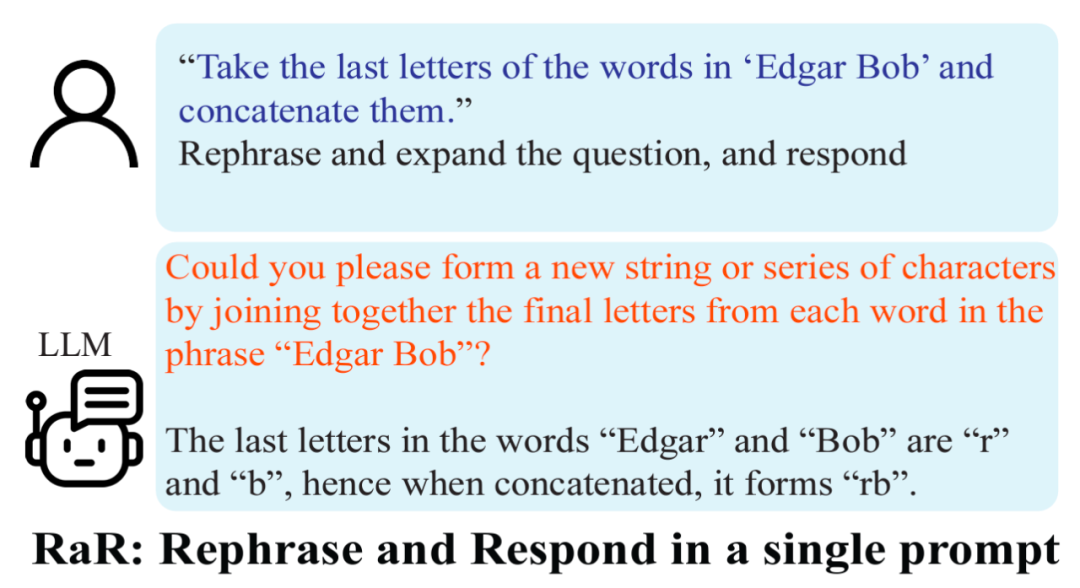 “Take the last letters of the words in ‘Edgar Bob’ and
concatenate them.”
Rephrase and expand the question, and respond
Could you please form a new string or series of characters
by joining together the final letters from each word in the
phrase “Edgar Bob”?
LLM
The last letters in the words “Edgar” and “Bob” are “r”
and “b”, hence when concatenated, it forms “rb”.
RaR: Rephrase and Respond in a single prompt